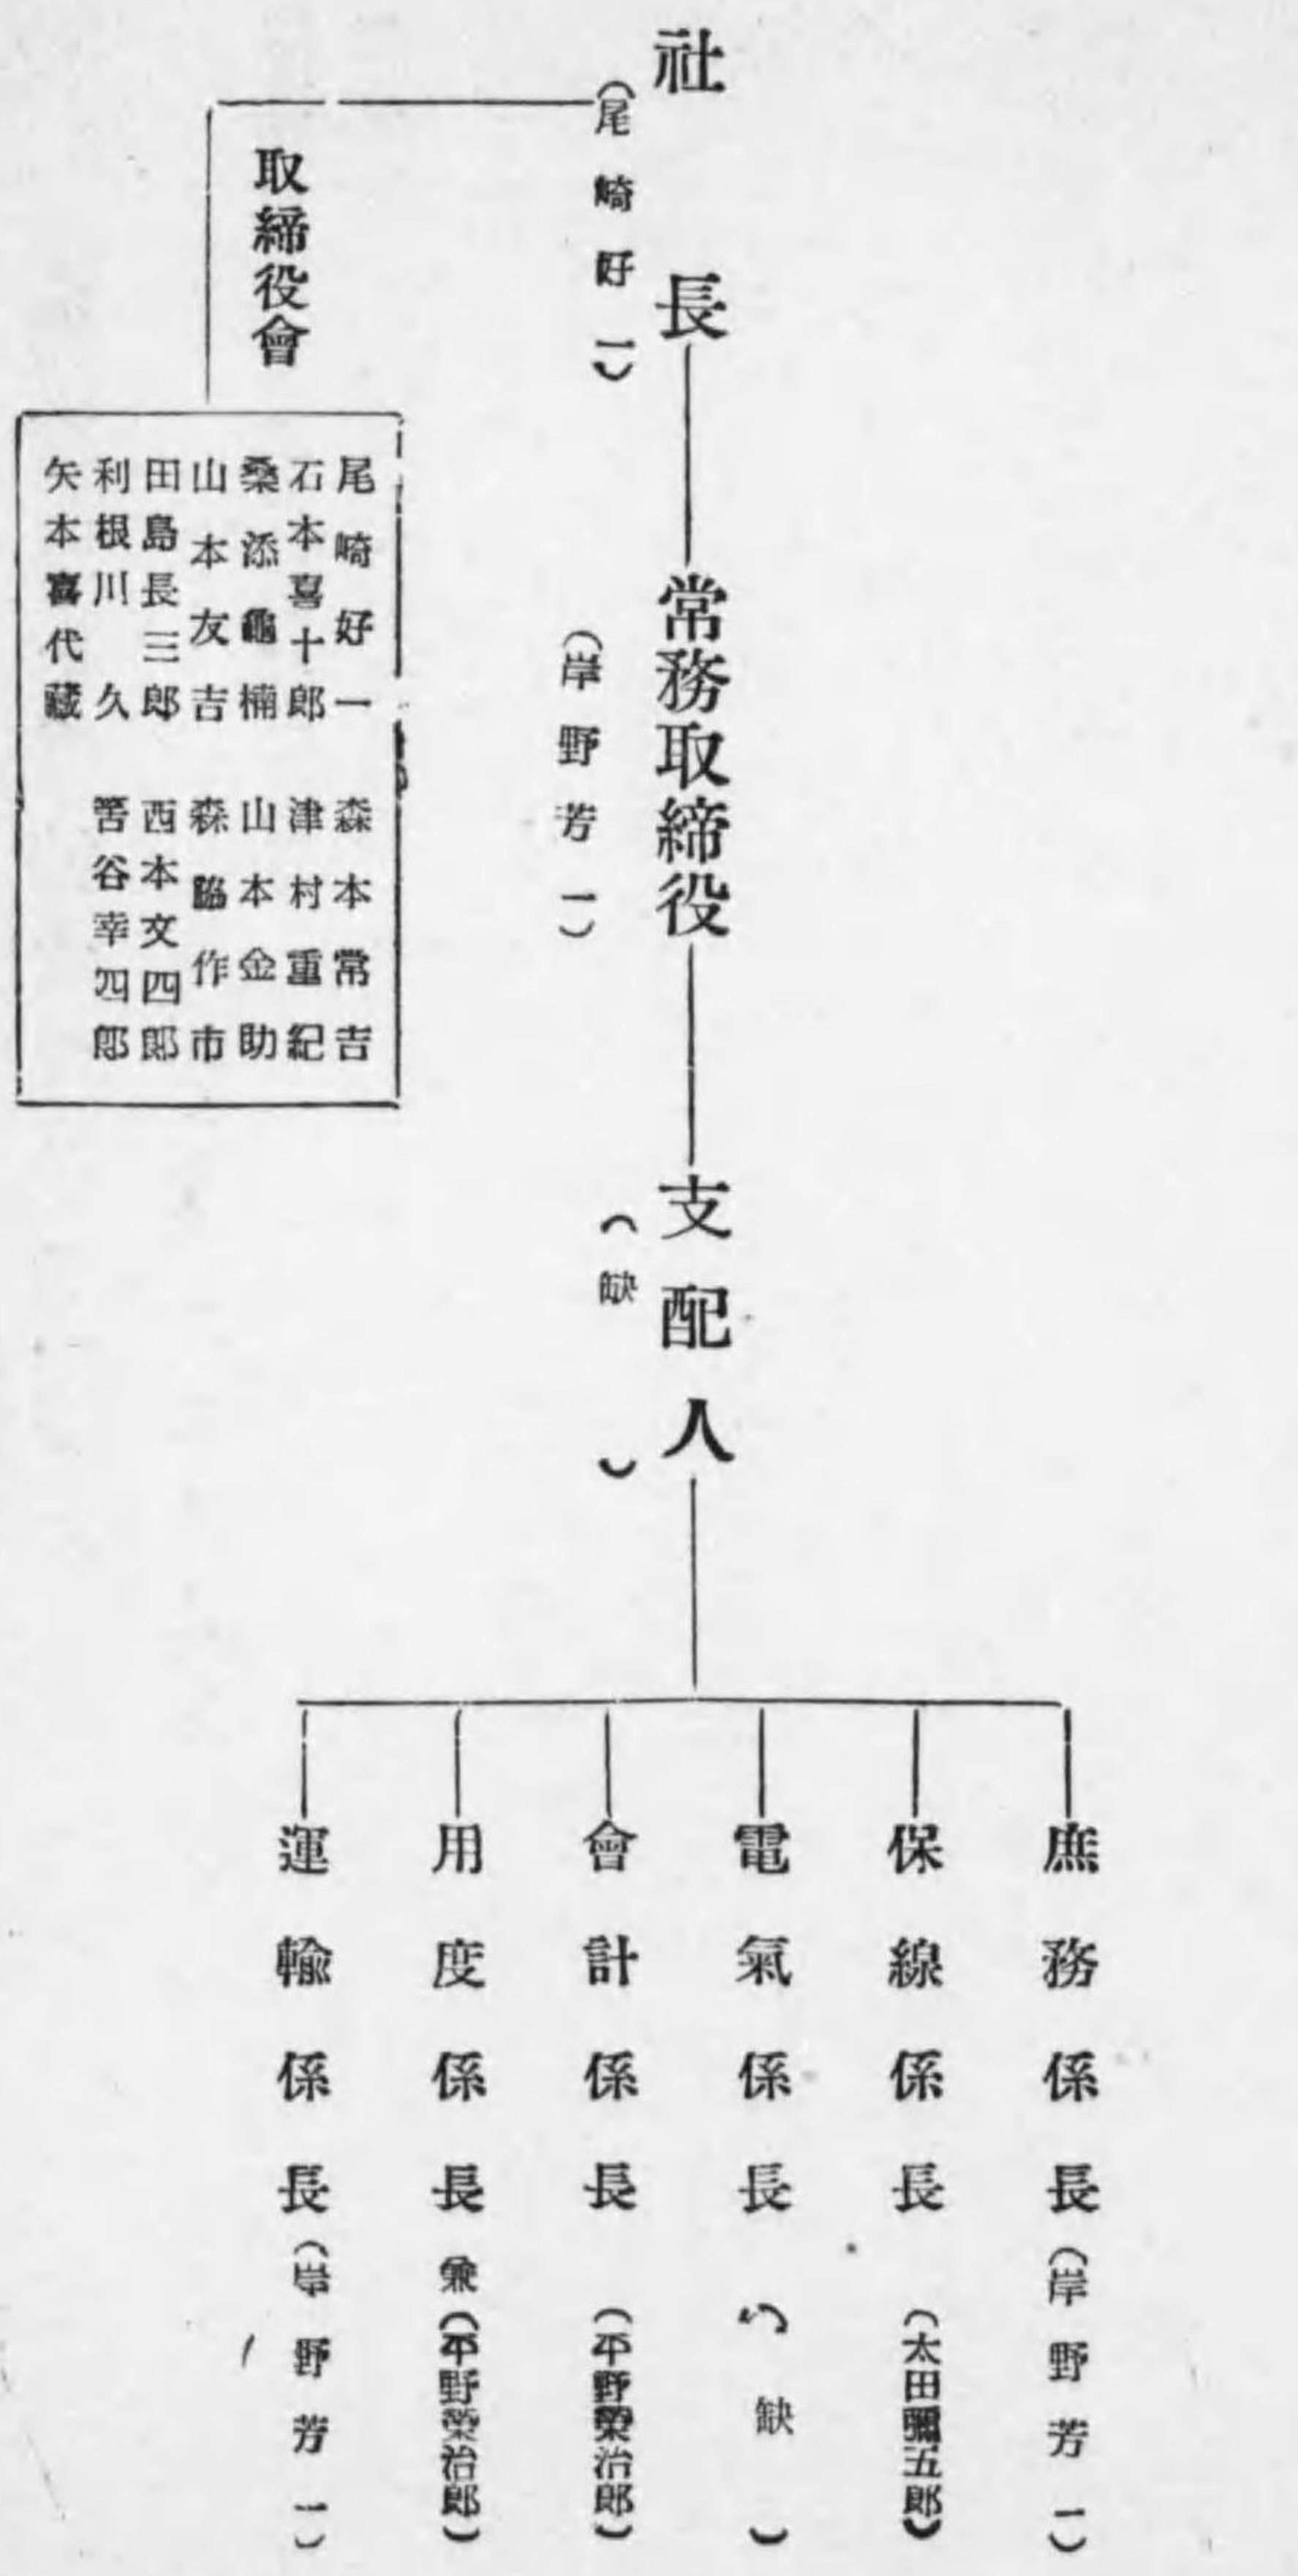 社長
(尾崎好一)
常務取締役
(岸野芳一)
支配人
(缺)
取締役會
尾崎好一 森本常吉
石本喜十郎 津村重紀
桑添龜楠 山本金助
山本友吉 森脇作市
田島長三郎 西本文四郎
利根川久 筈谷幸四郎
矢本喜代藏
庶務係長(岸野芳一)
保線係長(太田彌五郎)
電氣係長(缺)
會計係長(平野榮治郎)
用度係長兼(平野榮治郎)
運輸係長(岸野芳一)